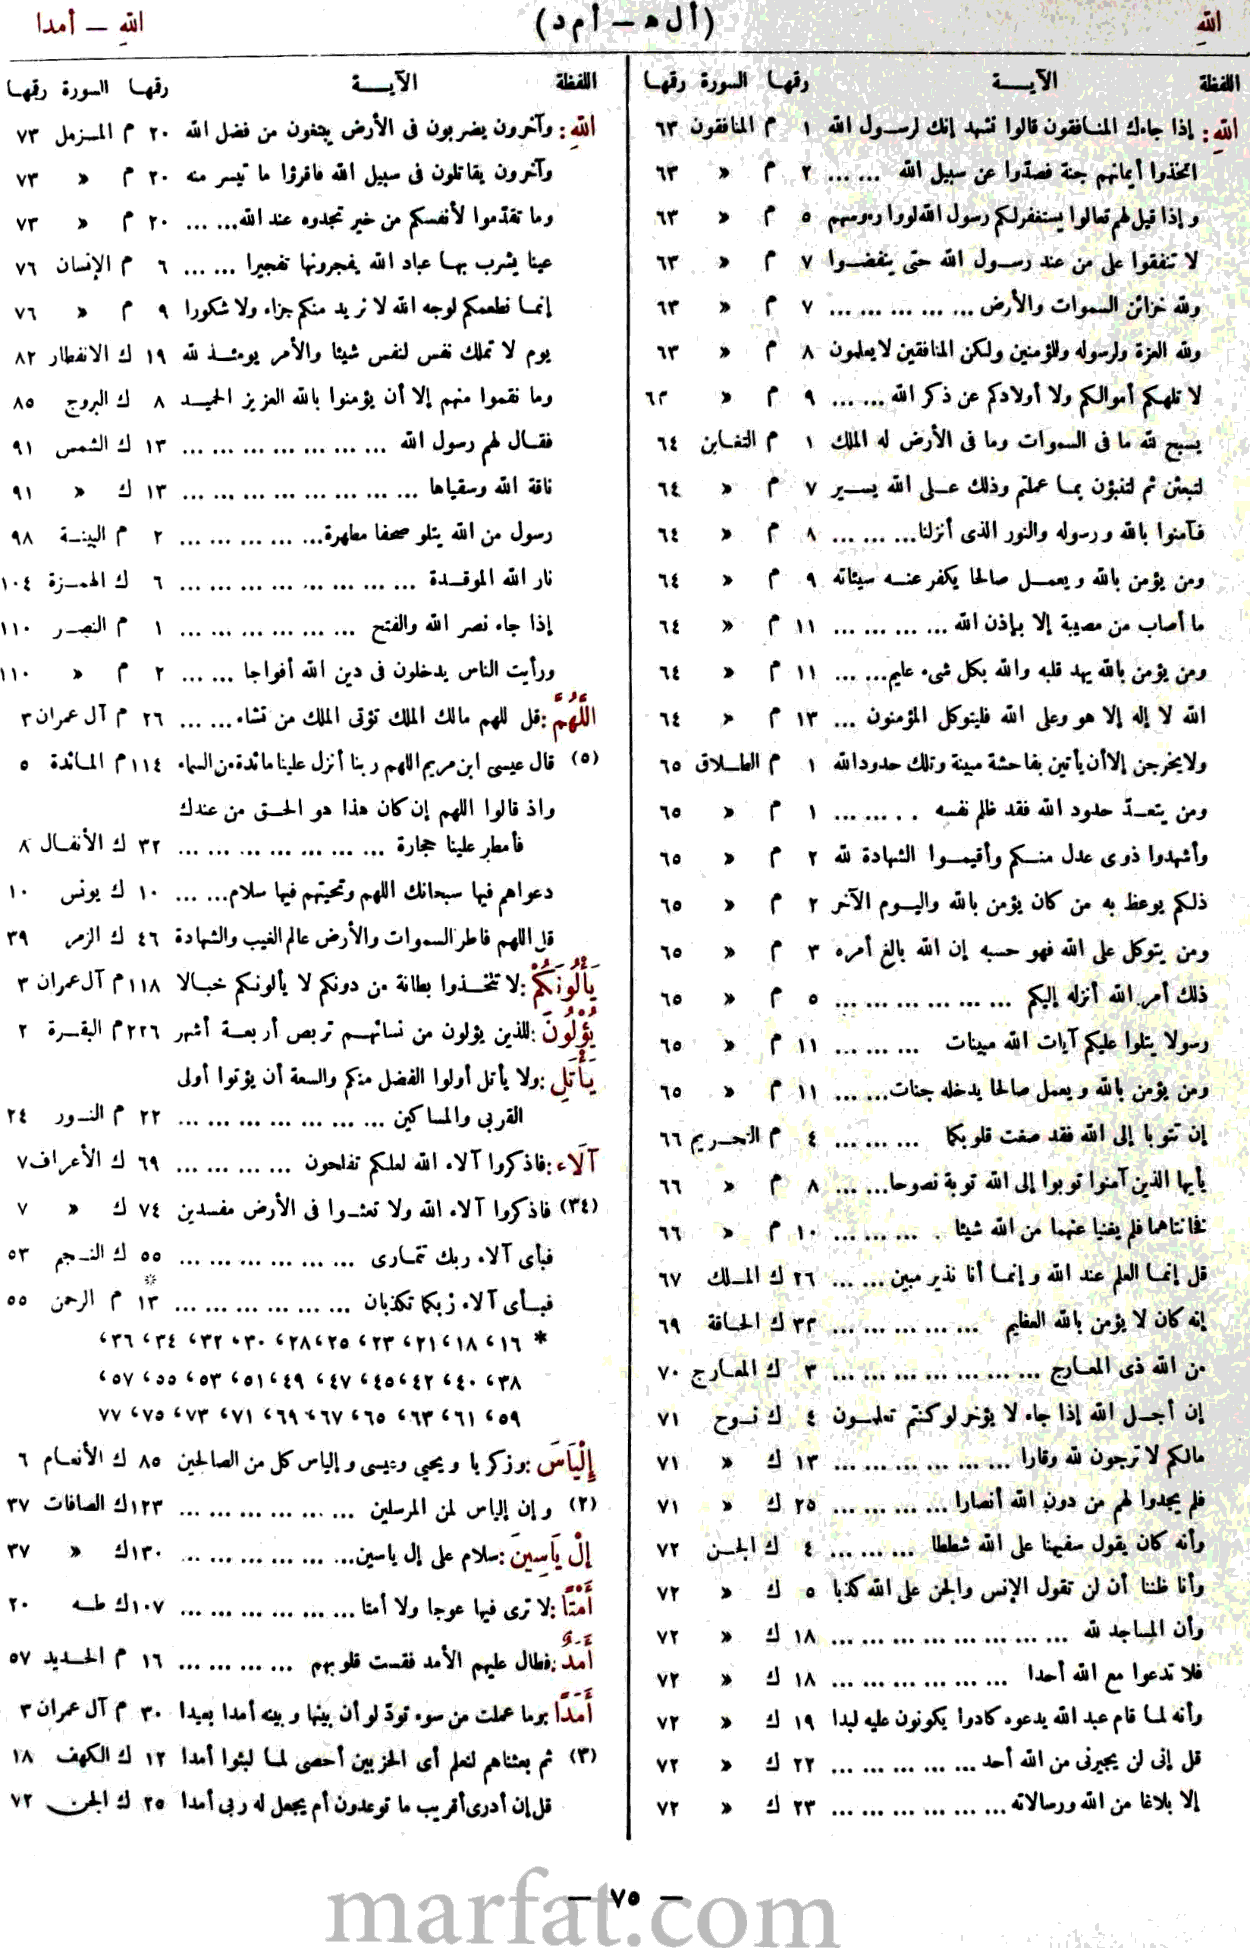 اللهِ
(أل ه — أم د)
اللهِ — أمدا
اللفظة الآيــــة رقمها السورة رقمها
اللهِ: إذا جاءك المنافقون قالوا نشهد إنك لرسول الله ١ م المنافقون ٦٣
اتخذوا أيمانهم جنة فصدّوا عن سبيل الله ... ... ٢ م » ٦٣
وإذا قيل لهم تعالوا يستغفر لكم رسول الله لووا رءوسهم ٥ م » ٦٣
لا تنفقوا على من عند رسول الله حتى ينفضوا ٧ م » ٦٣
ولله خزائن السموات والأرض ... ... ... ... ... ٧ م » ٦٣
ولله العزة ولرسوله وللؤمنين ولكن المنافقين لا يعلمون ٨ م » ٦٣
لا تلهكم أموالكم ولا أولادكم عن ذكر الله ... ... ٩ م » ٦٣
يسبح لله ما فى السموات وما فى الأرض له الملك ١ م التغابن ٦٤
لتبعثن ثم لتنبؤن بما عملتم وذلك على الله يسير ٧ م » ٦٤
فآمنوا بالله ورسوله والنور الذى أنزلنا... ... ... ٨ م » ٦٤
ومن يؤمن بالله ويعمل صالحا يكفر عنه سيئاته ٩ م » ٦٤
ما أصاب من مصيبة إلا بإذن الله ... ... ... ... ١١ م » ٦٤
ومن يؤمن بالله يهد قلبه والله بكل شىء عليم... ... ١١ م » ٦٤
الله لا إله إلا هو وعلى الله فليتوكل المؤمنون ... ١٣ م » ٦٤
ولا يخرجن إلا أن يأتين بفاحشة مبينة وتلك حدود الله ١ م الطلاق ٦٥
ومن يتعدّ حدود الله فقد ظلم نفسه . . ... ... ١ م » ٦٥
وأشهدوا ذوى عدل منكم وأقيموا الشهادة لله ٢ م » ٦٥
ذلكم يوعظ به من كان يؤمن بالله واليوم الآخر ٢ م » ٦٥
ومن يتوكل على الله فهو حسبه إن الله بالغ أمره ٣ م » ٦٥
ذلك أمر الله أنزله إليكم ... ... ... ... ... ... ٥ م » ٦٥
رسولا يتلوا عليكم آيات الله مبينات ... ... ... ١١ م » ٦٥
ومن يؤمن بالله ويعمل صالحا يدخله جنات... ... ١١ م » ٦٥
إن تتوبا إلى الله فقد صغت قلوبكما ... ... ... ٤ م التحريم ٦٦
يأيها الذين آمنوا توبوا إلى الله توبة نصوحا... ... ٨ م » ٦٦
فخانتاهما فلم يغنيا عنهما من الله شيئا . ... ... ... ١٠ م » ٦٦
قل إنما العلم عند الله وإنما أنا نذير مبين ... ... ٢٦ ك الملك ٦٧
إنه كان لا يؤمن بالله العظيم ... ... ... ... ... ٣٣ ك الحاقة ٦٩
من الله ذى المعارج ... ... ... ... ... ... ... ٣ ك المعارج ٧٠
إن أجل الله إذا جاء لا يؤخر لو كنتم تعلمون ٤ ك نوح ٧١
مالكم لا ترجون لله وقارا ... ... ... ... ... ... ١٣ ك » ٧١
فلم يجدوا لهم من دون الله أنصارا ... ... ... ... ٢٥ ك » ٧١
وأنه كان يقول سفيهنا على الله شططا ... ... ... ٤ ك الجن ٧٢
وأنا ظننا أن لن تقول الإنس والجن على الله كذبا ٥ ك » ٧٢
وأن المساجد لله ... ... ... ... ... ... ... ... ١٨ ك » ٧٢
فلا تدعوا مع الله أحدا ... ... ... ... ... ... ١٨ ك » ٧٢
وأنه لما قام عبد الله يدعوه كادوا يكونون عليه لبدا ١٩ ك » ٧٢
قل إنى لن يجيرنى من الله أحد ... ... ... ... ... ٢٢ ك » ٧٢
إلا بلاغا من الله ورسالاته ... ... ... ... ... ... ٢٣ ك » ٧٢
اللفظة الآيــــة رقمها السورة رقمها
اللهِ: وآخرون يضربون فى الأرض يبتغون من فضل الله ٢٠ م المزمل ٧٣
وآخرون يقاتلون فى سبيل الله فاقرؤا ما تيسر منه ٢٠ م » ٧٣
وما تقدّموا لأنفسكم من خير تجدوه عند الله... ... ٢٠ م » ٧٣
عينا يشرب بها عباد الله يفجرونها تفجيرا ... ... ٦ م الإنسان ٧٦
إنما نطعمكم لوجه الله لا نريد منكم جزاء ولا شكورا ٩ م » ٧٦
يوم لا تملك نفس لنفس شيئا والأمر يومئذ لله ١٩ ك الانفطار ٨٢
وما نقموا منهم إلا أن يؤمنوا بالله العزيز الحميد ٨ ك البروج ٨٥
فقال لهم رسول الله ... ... ... ... ... ... ... ١٣ ك الشمس ٩١
ناقة الله وسقياها ... ... ... ... ... ... ... ... ١٣ ك » ٩١
رسول من الله يتلو صحفا مطهرة... ... ... ... ... ٢ م البينة ٩٨
نار الله الموقدة ... ... ... ... ... ... ... ... ٦ ك الهمزة ١٠٤
إذا جاء نصر الله والفتح ... ... ... ... ... ... ١ م النصر ١١٠
ورأيت الناس يدخلون فى دين الله أفواجا ... ... ٢ م » ١١٠
اللَّهُمَّ: قل اللهم مالك الملك تؤتى الملك من تشاء... ... ٢٦ م آل عمران ٣
(٥) قال عيسى ابن مريم اللهم ربنا أنزل علينا مائدة من السماء ١١٤ م المائدة ٥
واذ قالوا اللهم إن كان هذا هو الحق من عندك
فأمطر علينا حجارة ... ... ... ... ... ... ... ٣٢ ك الأنفال ٨
دعواهم فيها سبحانك اللهم وتحيتهم فيها سلام... ... ١٠ ك يونس ١٠
قل اللهم فاطر السموات والأرض عالم الغيب والشهادة ٤٦ ك الزمر ٣٩
يَأْلُونَكُمْ: لا تتخذوا بطانة من دونكم لا يألونكم خبالا ١١٨ م آل عمران ٣
يُؤْلُونَ: للذين يؤلون من نسائهم تربص أربعة أشهر ٢٢٦ م البقرة ٢
يَأْتَلِ: ولا يأتل أولوا الفضل منكم والسعة أن يؤتوا أولى
القربى والمساكين ... ... ... ... ... ... ... ٢٢ م النور ٢٤
آلَاء: فاذكروا آلاء الله لعلكم تفلحون ... ... ... ... ٦٩ ك الأعراف ٧
(٣٤) فاذكروا آلاء الله ولا تعثوا فى الأرض مفسدين ٧٤ ك » ٧
فبأى آلاء ربك تتمارى ... ... ... ... ... ... ٥٥ ك النجم ٥٣
فبأى آلاء ربكما تكذبان ... ... ... ... ... ... ١٣* م الرحمن ٥٥
* ١٦، ١٨، ٢١، ٢٣، ٢٥، ٢٨، ٣٠، ٣٢، ٣٤، ٣٦،
٣٨، ٤٠، ٤٢، ٤٥، ٤٧، ٤٩، ٥١، ٥٣، ٥٥، ٥٧،
٥٩، ٦١، ٦٣، ٦٥، ٦٧، ٦٩، ٧١، ٧٣، ٧٥، ٧٧
إِلْيَاسَ: وزكريا ويحيى وعيسى وإلياس كل من الصالحين ٨٥ ك الأنعام ٦
(٢) وإن إلياس لمن المرسلين ... ... ... ... ... ... ١٢٣ ك الصافات ٣٧
إِلْ يَاسِينَ: سلام على إل ياسين... ... ... ... ... ... ١٣٠ ك » ٣٧
أَمْتًا: لا ترى فيها عوجا ولا أمتا ... ... ... ... ... ... ١٠٧ ك طه ٢٠
أَمَدُ: فطال عليهم الأمد فقست قلوبهم ... ... ... ... ١٦ م الحديد ٥٧
أَمَدًا: وما عملت من سوء تودّ لو أن بينها وبينه أمدا بعيدا ٣٠ م آل عمران ٣
(٣) ثم بعثناهم لنعلم أى الحزبين أحصى لما لبثوا أمدا ١٢ ك الكهف ١٨
قل إن أدرى أقريب ما توعدون أم يجعل له ربى أمدا ٢٥ ك الجن ٧٢
— ٧٥ —
marfat.com